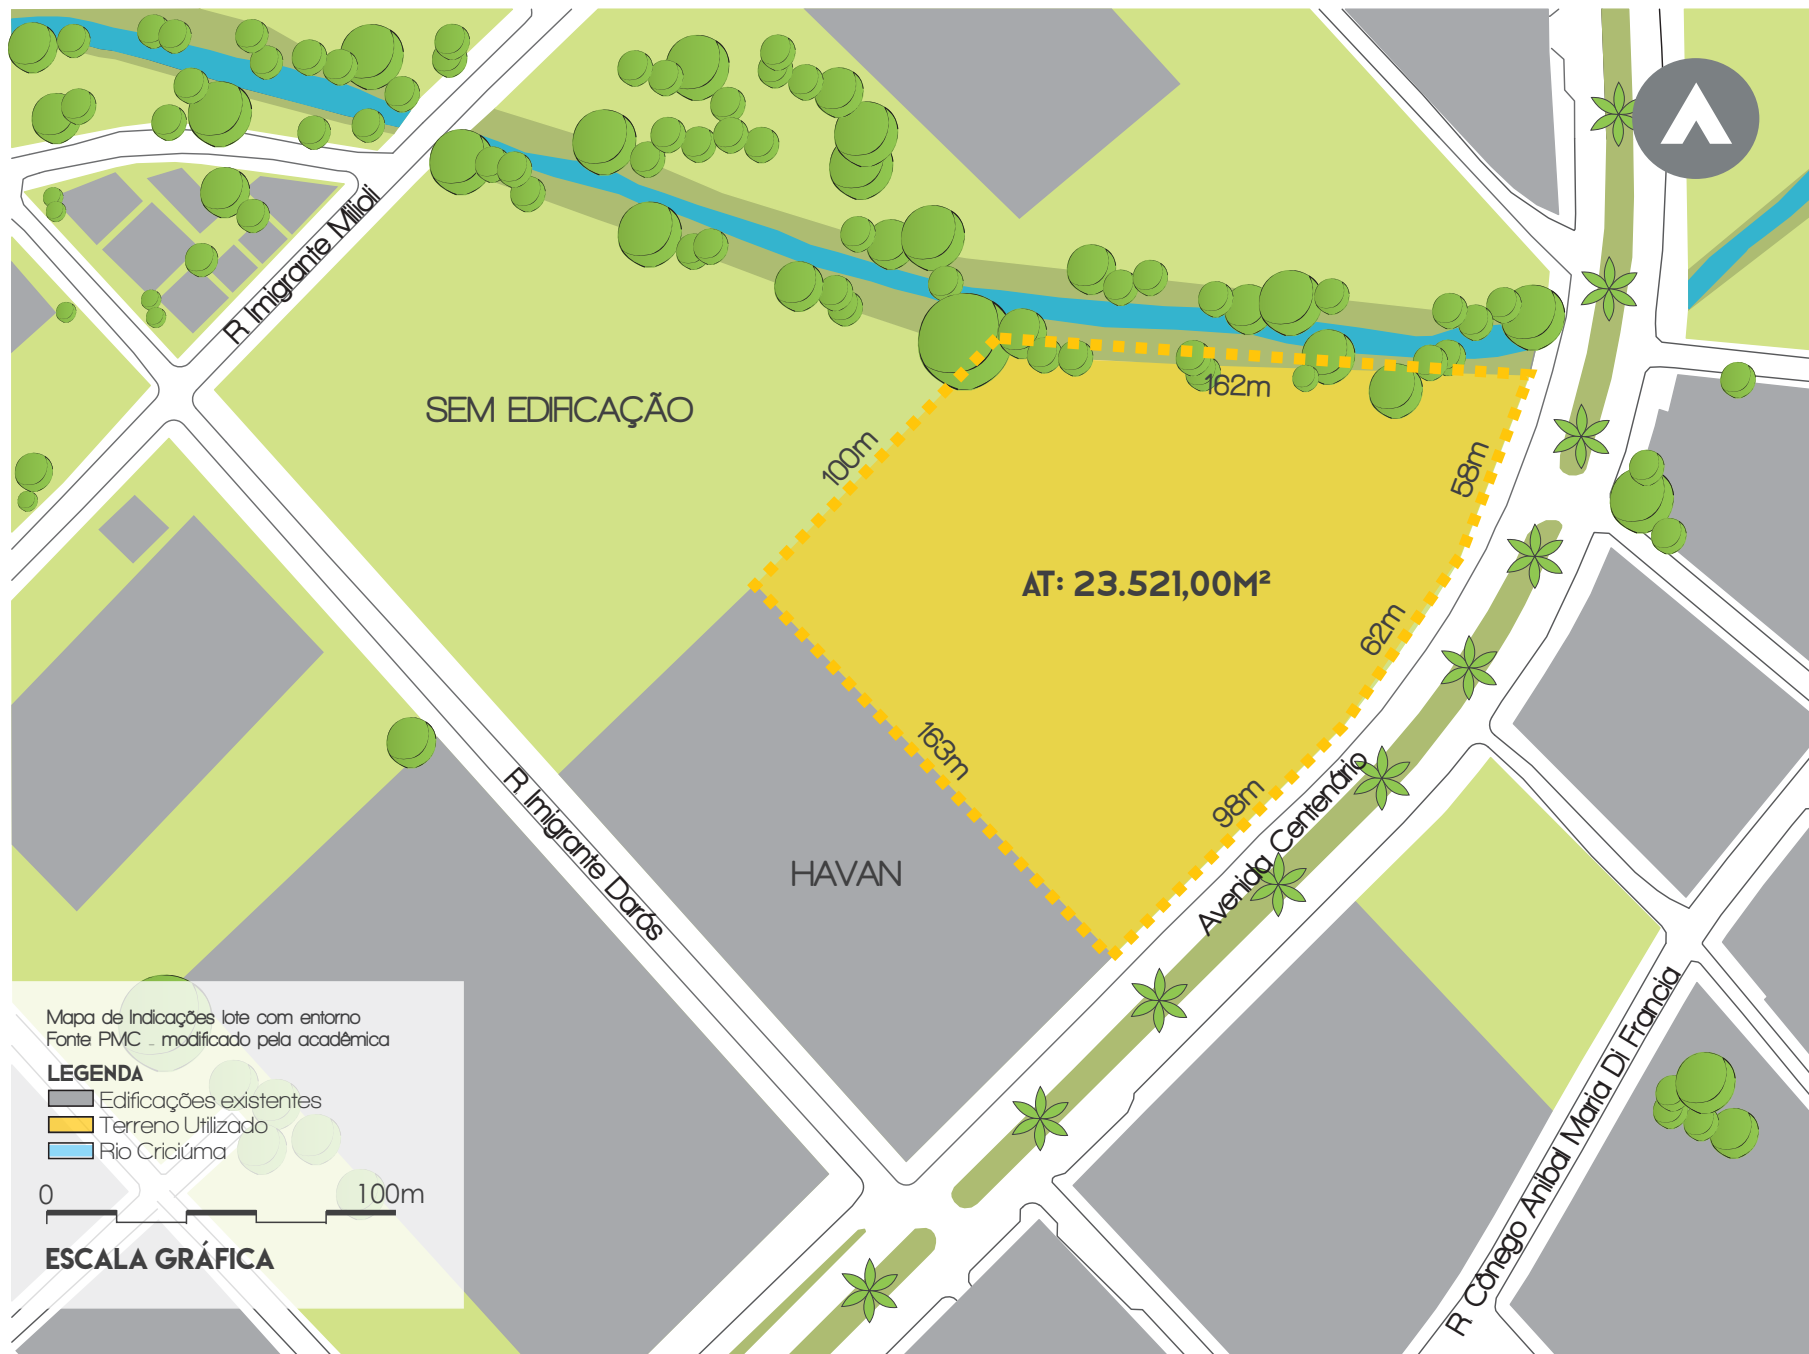 R Imigrante Milioli
SEM EDIFICAÇÃO
162m
100m
58m
AT: 23.521,00M²
62m
163m
98m
Avenida Centenário
R Imigrante Darós
HAVAN
R Cônego Anibal Maria Di Francia
Mapa de Indicações lote com entorno
Fonte PMC _ modificado pela acadêmica
LEGENDA
Edificações existentes
Terreno Utilizado
Rio Criciúma
0 100m
ESCALA GRÁFICA